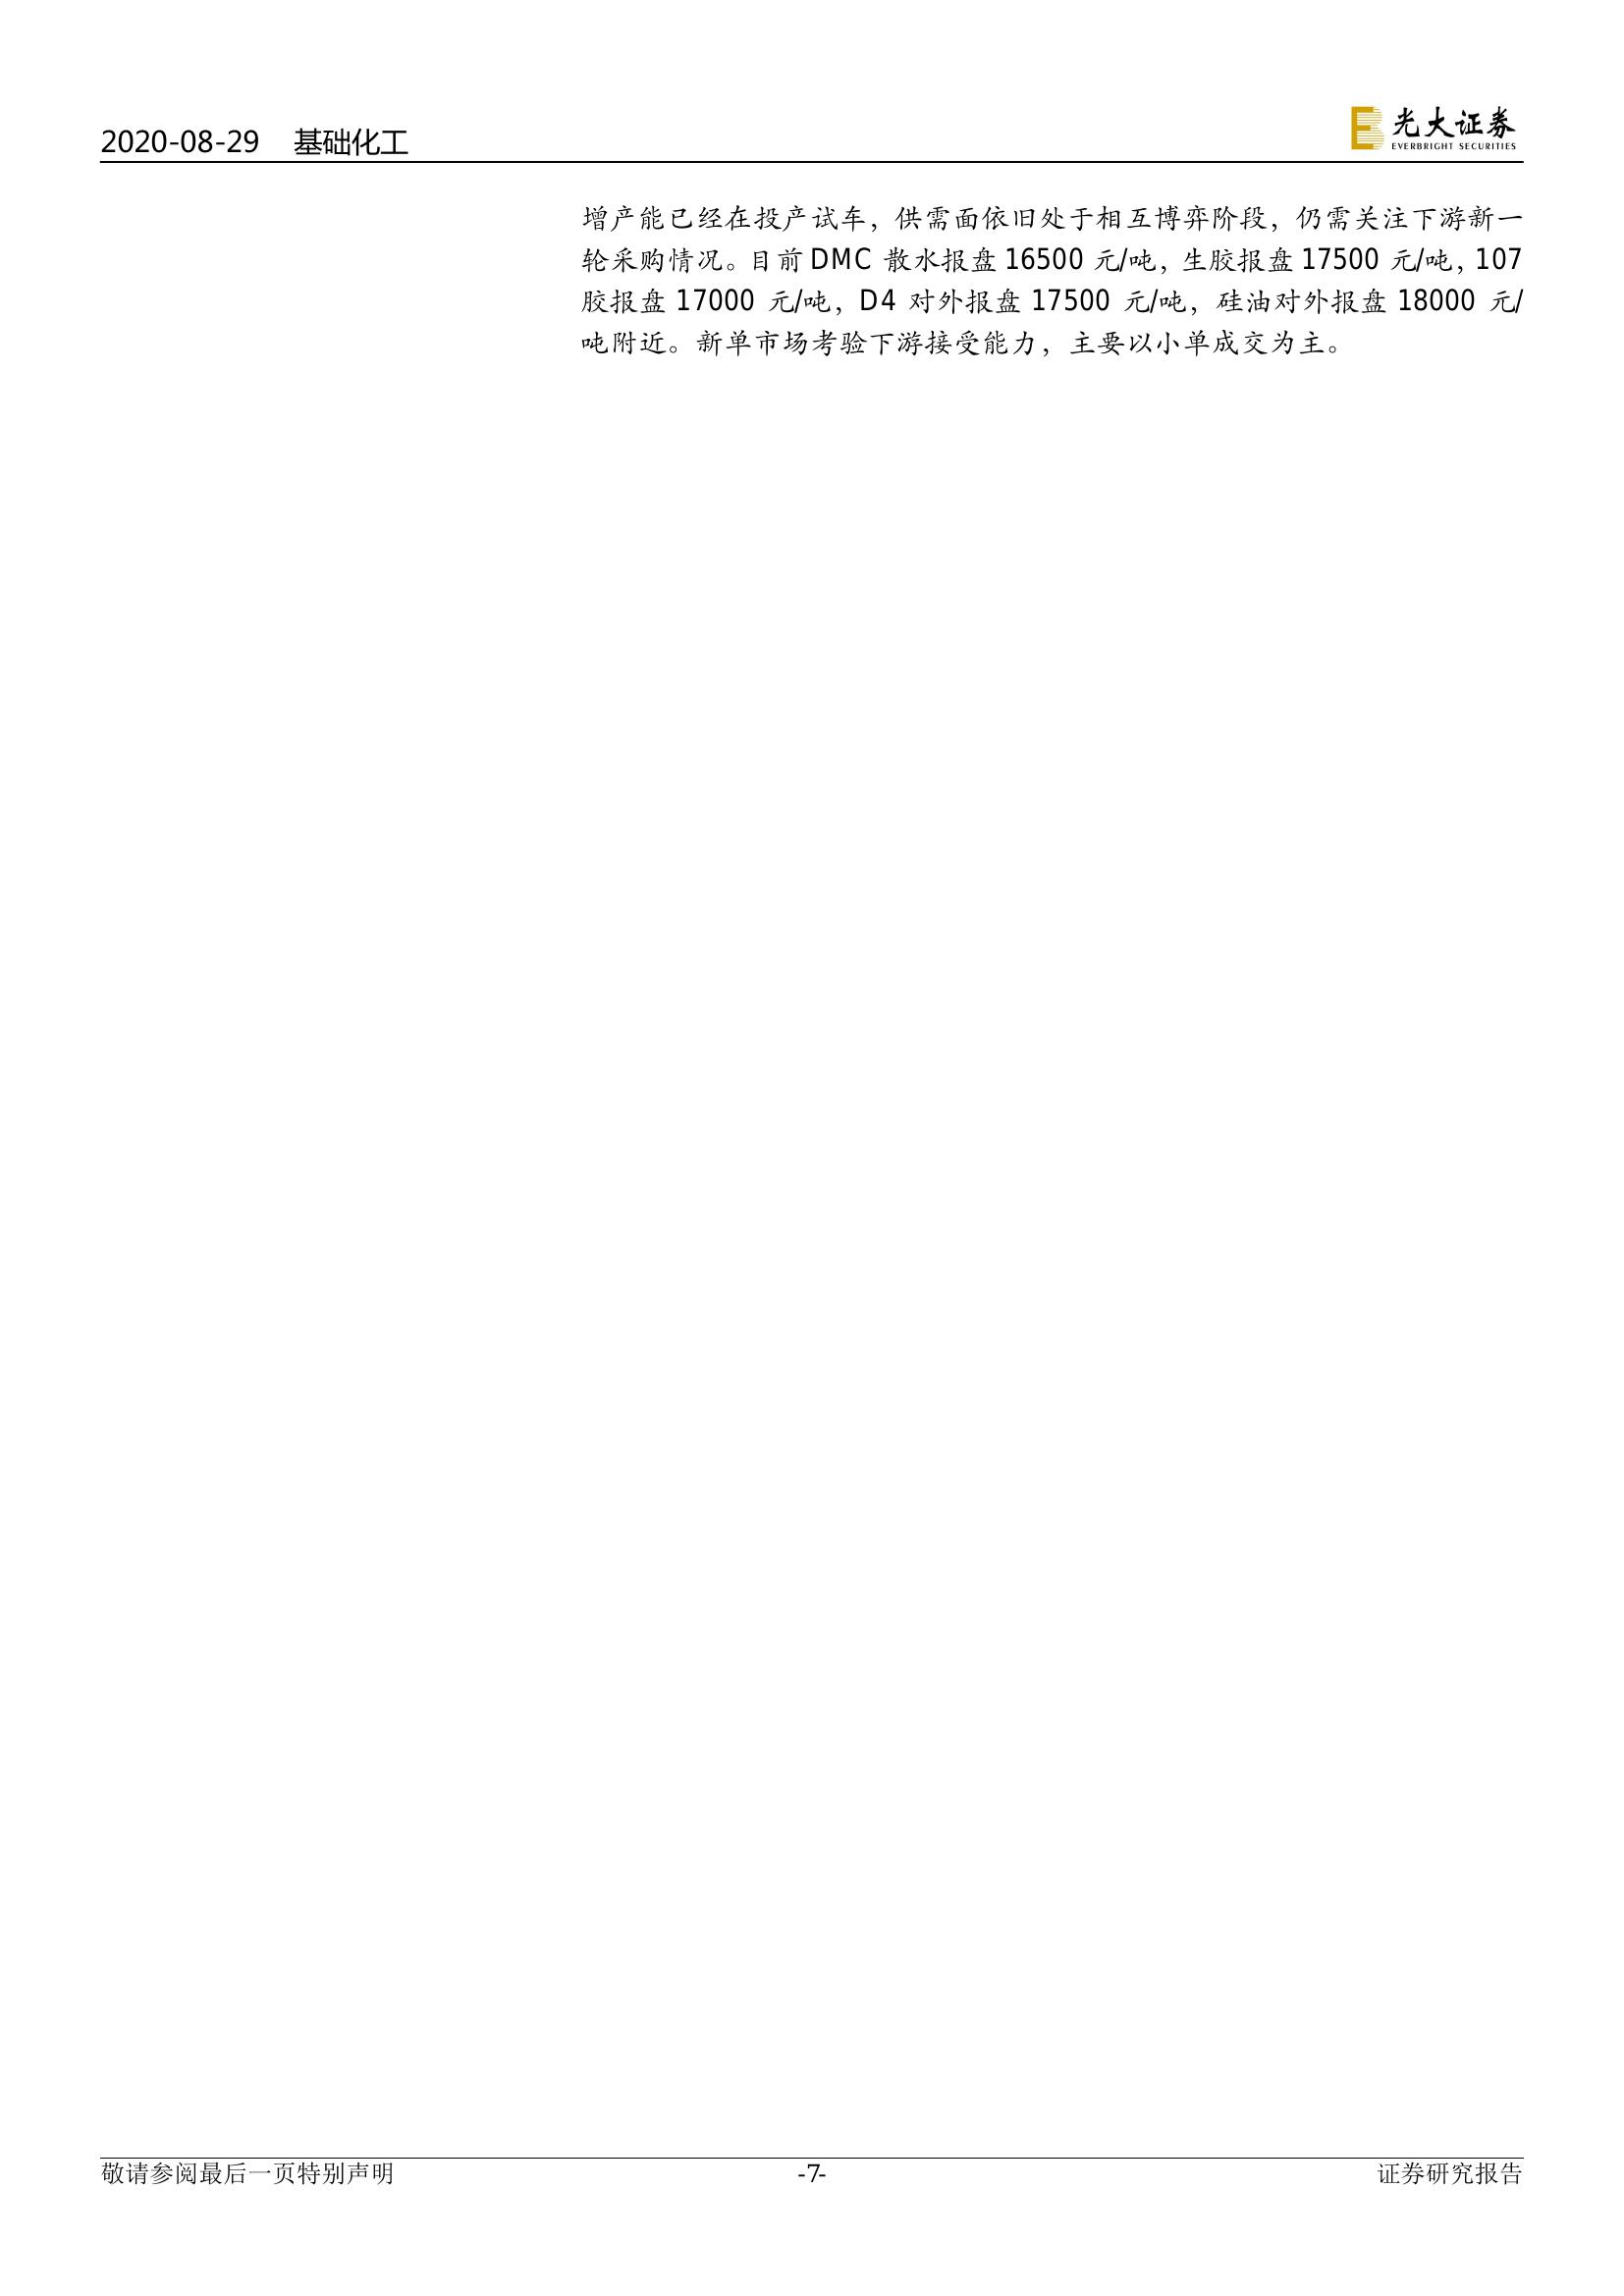 2020-08-29 基础化工
光大证券
EVERBRIGHT SECURITIES
增产能已经在投产试车，供需面依旧处于相互博弈阶段，仍需关注下游新一
轮采购情况。目前 DMC 散水报盘 16500 元/吨，生胶报盘 17500 元/吨，107
胶报盘 17000 元/吨，D4 对外报盘 17500 元/吨，硅油对外报盘 18000 元/
吨附近。新单市场考验下游接受能力，主要以小单成交为主。
敬请参阅最后一页特别声明 -7- 证券研究报告